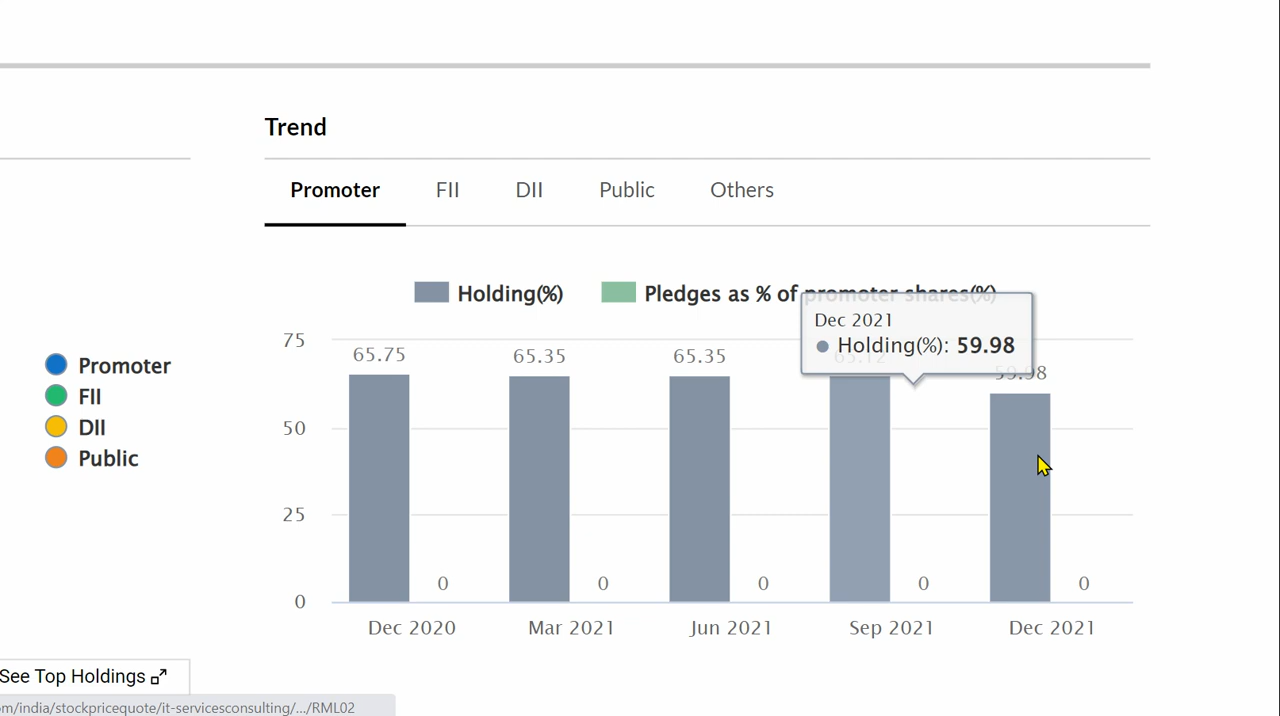 Trend
Promoter FII DII Public Others
Holding(%) Pledges as % of promoter shares(%)
Dec 2021
Holding(%): 59.98
75
65.75 65.35 65.35 65.12 59.98
50
25
0
0 0 0 0 0
Dec 2020 Mar 2021 Jun 2021 Sep 2021 Dec 2021
Promoter
FII
DII
Public
See Top Holdings
om/india/stockpricequote/it-servicesconsulting/.../RML02